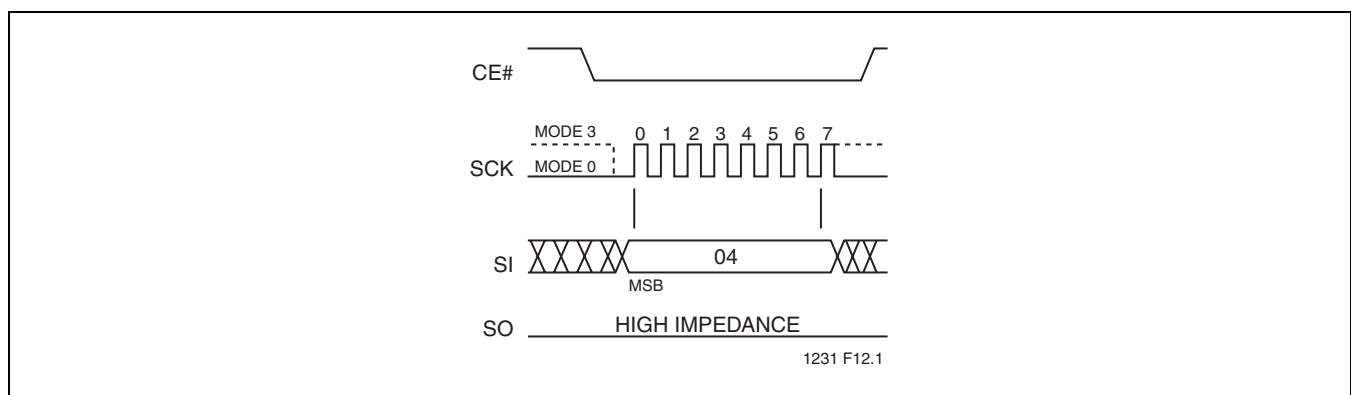 CE#
MODE 3
0 1 2 3 4 5 6 7
SCK MODE 0
SI 04
MSB
SO HIGH IMPEDANCE
1231 F12.1